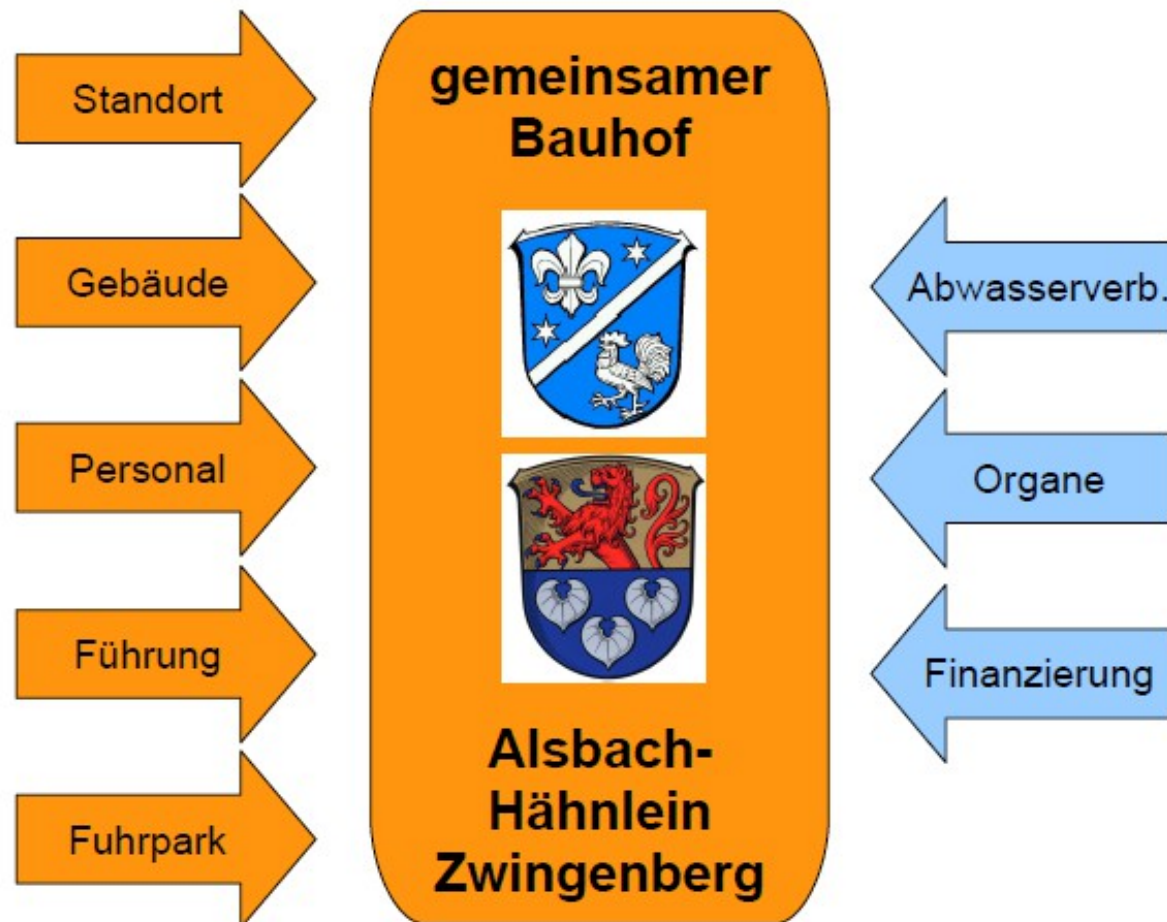 Standort
Gebäude
Personal
Führung
Fuhrpark
gemeinsamer
Bauhof
Alsbach-
Hähnlein
Zwingenberg
Abwasserverb.
Organe
Finanzierung